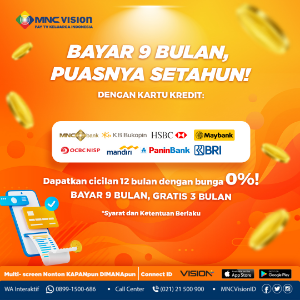 MNC VISION
PAY TV KELUARGA INDONESIA
BAYAR 9 BULAN,
PUASNYA SETAHUN!
DENGAN KARTU KREDIT:
MNC bank KB Bukopin HSBC Maybank
OCBC NISP mandiri PaninBank BRI
Dapatkan cicilan 12 bulan dengan bunga 0%!
BAYAR 9 BULAN, GRATIS 3 BULAN
*Syarat dan Ketentuan Berlaku
Multi- screen Nonton KAPANpun DIMANApun | Connect ID VISION+ App Store Google Play
WA Interaktif 0899-1500-686 • Call Center (021) 21 500 900 • MNCVisionID